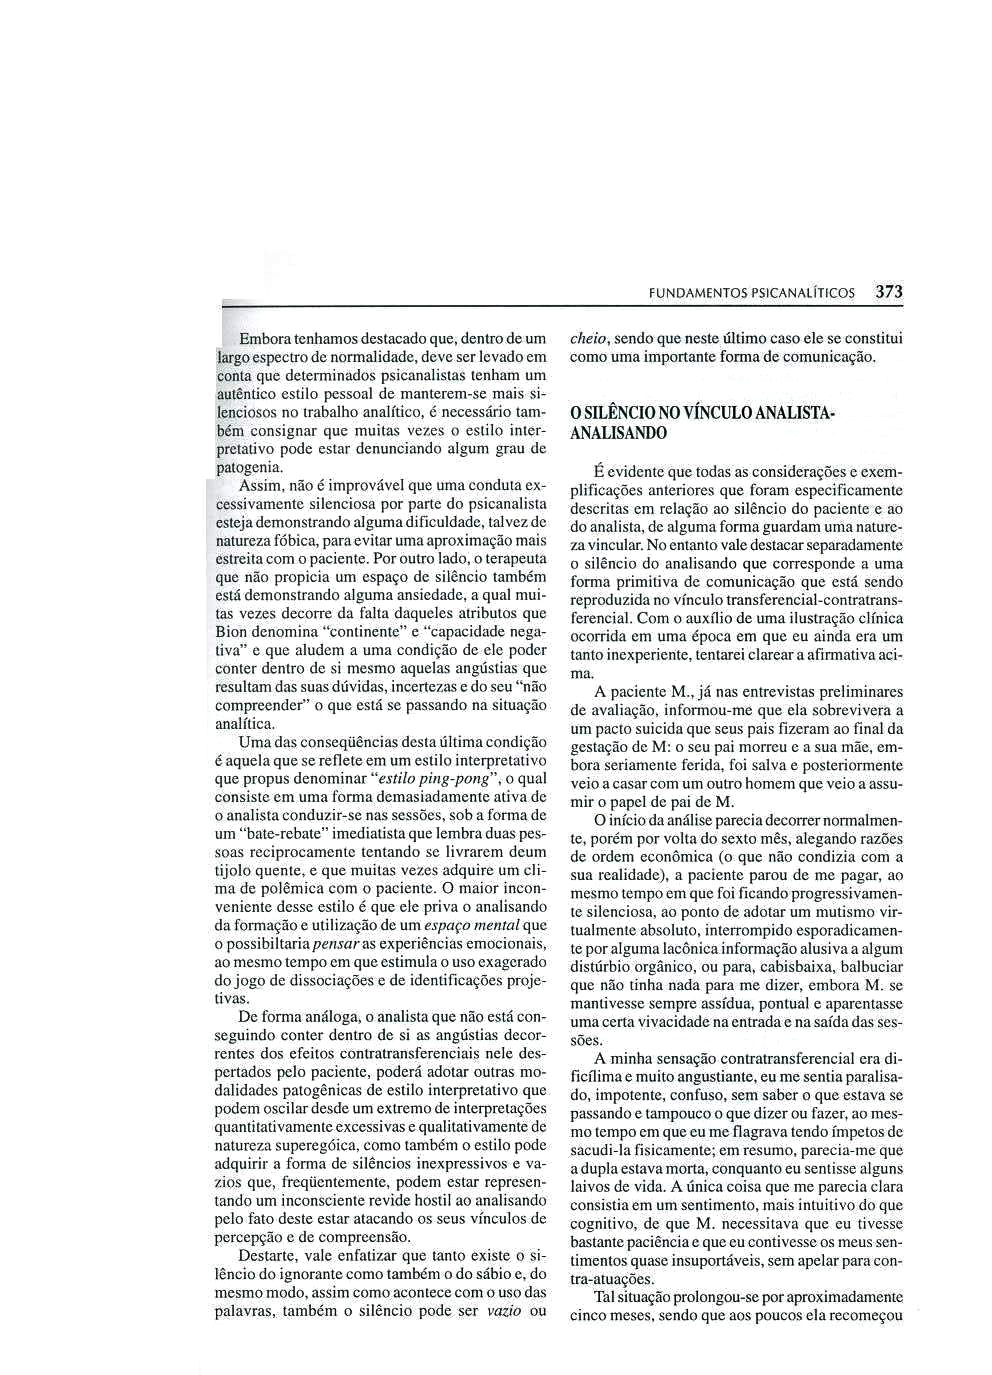 FUNDAMENTOS PSICANALÍTICOS 373
Embora tenhamos destacado que, dentro de um
largo espectro de normalidade, deve ser levado em
conta que determinados psicanalistas tenham um
autêntico estilo pessoal de manterem-se mais si-
lenciosos no trabalho analítico, é necessário tam-
bém consignar que muitas vezes o estilo inter-
pretativo pode estar denunciando algum grau de
patogenia.
Assim, não é improvável que uma conduta ex-
cessivamente silenciosa por parte do psicanalista
esteja demonstrando alguma dificuldade, talvez de
natureza fóbica, para evitar uma aproximação mais
estreita com o paciente. Por outro lado, o terapeuta
que não propicia um espaço de silêncio também
está demonstrando alguma ansiedade, a qual mui-
tas vezes decorre da falta daqueles atributos que
Bion denomina “continente” e “capacidade nega-
tiva” e que aludem a uma condição de ele poder
conter dentro de si mesmo aquelas angústias que
resultam das suas dúvidas, incertezas e do seu “não
compreender” o que está se passando na situação
analítica.
Uma das conseqüências desta última condição
é aquela que se reflete em um estilo interpretativo
que propus denominar “estilo ping-pong”, o qual
consiste em uma forma demasiadamente ativa de
o analista conduzir-se nas sessões, sob a forma de
um “bate-rebate” imediatista que lembra duas pes-
soas reciprocamente tentando se livrarem deum
tijolo quente, e que muitas vezes adquire um cli-
ma de polêmica com o paciente. O maior incon-
veniente desse estilo é que ele priva o analisando
da formação e utilização de um espaço mental que
o possibiltaria pensar as experiências emocionais,
ao mesmo tempo em que estimula o uso exagerado
do jogo de dissociações e de identificações proje-
tivas.
De forma análoga, o analista que não está con-
seguindo conter dentro de si as angústias decor-
rentes dos efeitos contratransferenciais nele des-
pertados pelo paciente, poderá adotar outras mo-
dalidades patogênicas de estilo interpretativo que
podem oscilar desde um extremo de interpretações
quantitativamente excessivas e qualitativamente de
natureza superegóica, como também o estilo pode
adquirir a forma de silêncios inexpressivos e va-
zios que, freqüentemente, podem estar represen-
tando um inconsciente revide hostil ao analisando
pelo fato deste estar atacando os seus vínculos de
percepção e de compreensão.
Destarte, vale enfatizar que tanto existe o si-
lêncio do ignorante como também o do sábio e, do
mesmo modo, assim como acontece com o uso das
palavras, também o silêncio pode ser vazio ou
cheio, sendo que neste último caso ele se constitui
como uma importante forma de comunicação.
O SILÊNCIO NO VÍNCULO ANALISTA-
ANALISANDO
É evidente que todas as considerações e exem-
plificações anteriores que foram especificamente
descritas em relação ao silêncio do paciente e ao
do analista, de alguma forma guardam uma nature-
za vincular. No entanto vale destacar separadamente
o silêncio do analisando que corresponde a uma
forma primitiva de comunicação que está sendo
reproduzida no vínculo transferencial-contratrans-
ferencial. Com o auxílio de uma ilustração clínica
ocorrida em uma época em que eu ainda era um
tanto inexperiente, tentarei clarear a afirmativa aci-
ma.
A paciente M., já nas entrevistas preliminares
de avaliação, informou-me que ela sobrevivera a
um pacto suicida que seus pais fizeram ao final da
gestação de M: o seu pai morreu e a sua mãe, em-
bora seriamente ferida, foi salva e posteriormente
veio a casar com um outro homem que veio a assu-
mir o papel de pai de M.
O início da análise parecia decorrer normalmen-
te, porém por volta do sexto mês, alegando razões
de ordem econômica (o que não condizia com a
sua realidade), a paciente parou de me pagar, ao
mesmo tempo em que foi ficando progressivamen-
te silenciosa, ao ponto de adotar um mutismo vir-
tualmente absoluto, interrompido esporadicamen-
te por alguma lacônica informação alusiva a algum
distúrbio orgânico, ou para, cabisbaixa, balbuciar
que não tinha nada para me dizer, embora M. se
mantivesse sempre assídua, pontual e aparentasse
uma certa vivacidade na entrada e na saída das ses-
sões.
A minha sensação contratransferencial era di-
ficílima e muito angustiante, eu me sentia paralisa-
do, impotente, confuso, sem saber o que estava se
passando e tampouco o que dizer ou fazer, ao mes-
mo tempo em que eu me flagrava tendo ímpetos de
sacudi-la fisicamente; em resumo, parecia-me que
a dupla estava morta, conquanto eu sentisse alguns
laivos de vida. A única coisa que me parecia clara
consistia em um sentimento, mais intuitivo do que
cognitivo, de que M. necessitava que eu tivesse
bastante paciência e que eu contivesse os meus sen-
timentos quase insuportáveis, sem apelar para con-
tra-atuações.
Tal situação prolongou-se por aproximadamente
cinco meses, sendo que aos poucos ela recomeçou